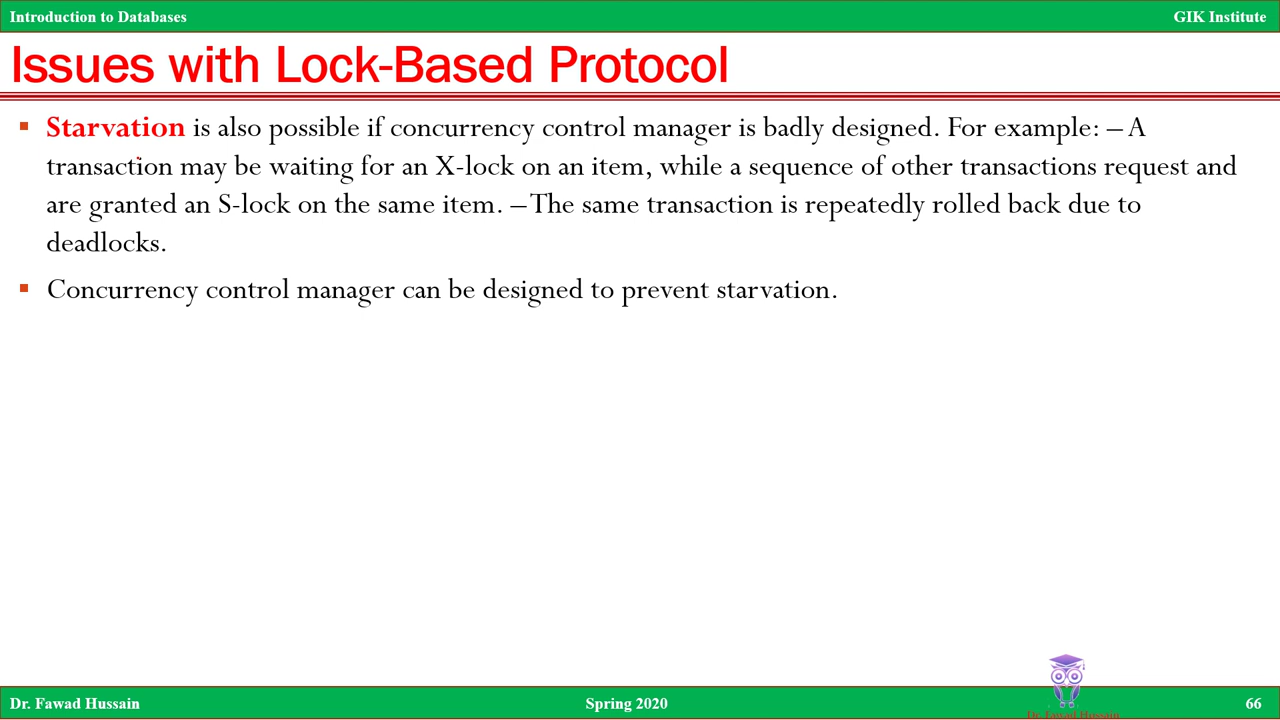 Introduction to Databases
GIK Institute
Issues with Lock-Based Protocol
Starvation is also possible if concurrency control manager is badly designed. For example: – A
transaction may be waiting for an X-lock on an item, while a sequence of other transactions request and
are granted an S-lock on the same item. – The same transaction is repeatedly rolled back due to
deadlocks.
Concurrency control manager can be designed to prevent starvation.
Dr. Fawad Hussain
Spring 2020
Dr. Fawad Hussain
66